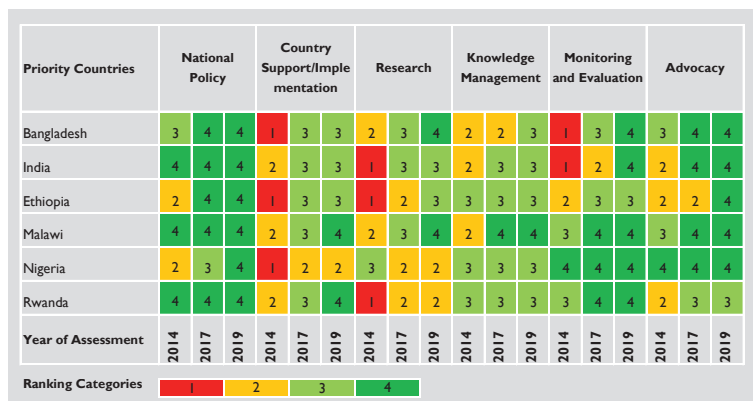 Priority Countries
National
Policy
Country
Support/Imple
mentation
Research
Knowledge
Management
Monitoring
and Evaluation
Advocacy
Bangladesh 3 4 4 1 3 3 2 3 4 2 2 3 1 3 4 3 4 4
India 4 4 4 2 3 3 1 3 3 2 3 3 1 2 4 2 4 4
Ethiopia 2 4 4 1 3 3 1 2 3 3 3 3 2 3 3 2 2 4
Malawi 4 4 4 2 3 4 2 3 4 2 4 4 3 4 4 3 4 4
Nigeria 2 3 4 1 2 2 3 2 2 3 3 3 4 4 4 4 4 4
Rwanda 4 4 4 2 3 4 1 2 2 3 3 3 3 4 4 2 3 3
Year of Assessment 2014 2017 2019 2014 2017 2019 2014 2017 2019 2014 2017 2019 2014 2017 2019 2014 2017 2019
Ranking Categories 1 2 3 4